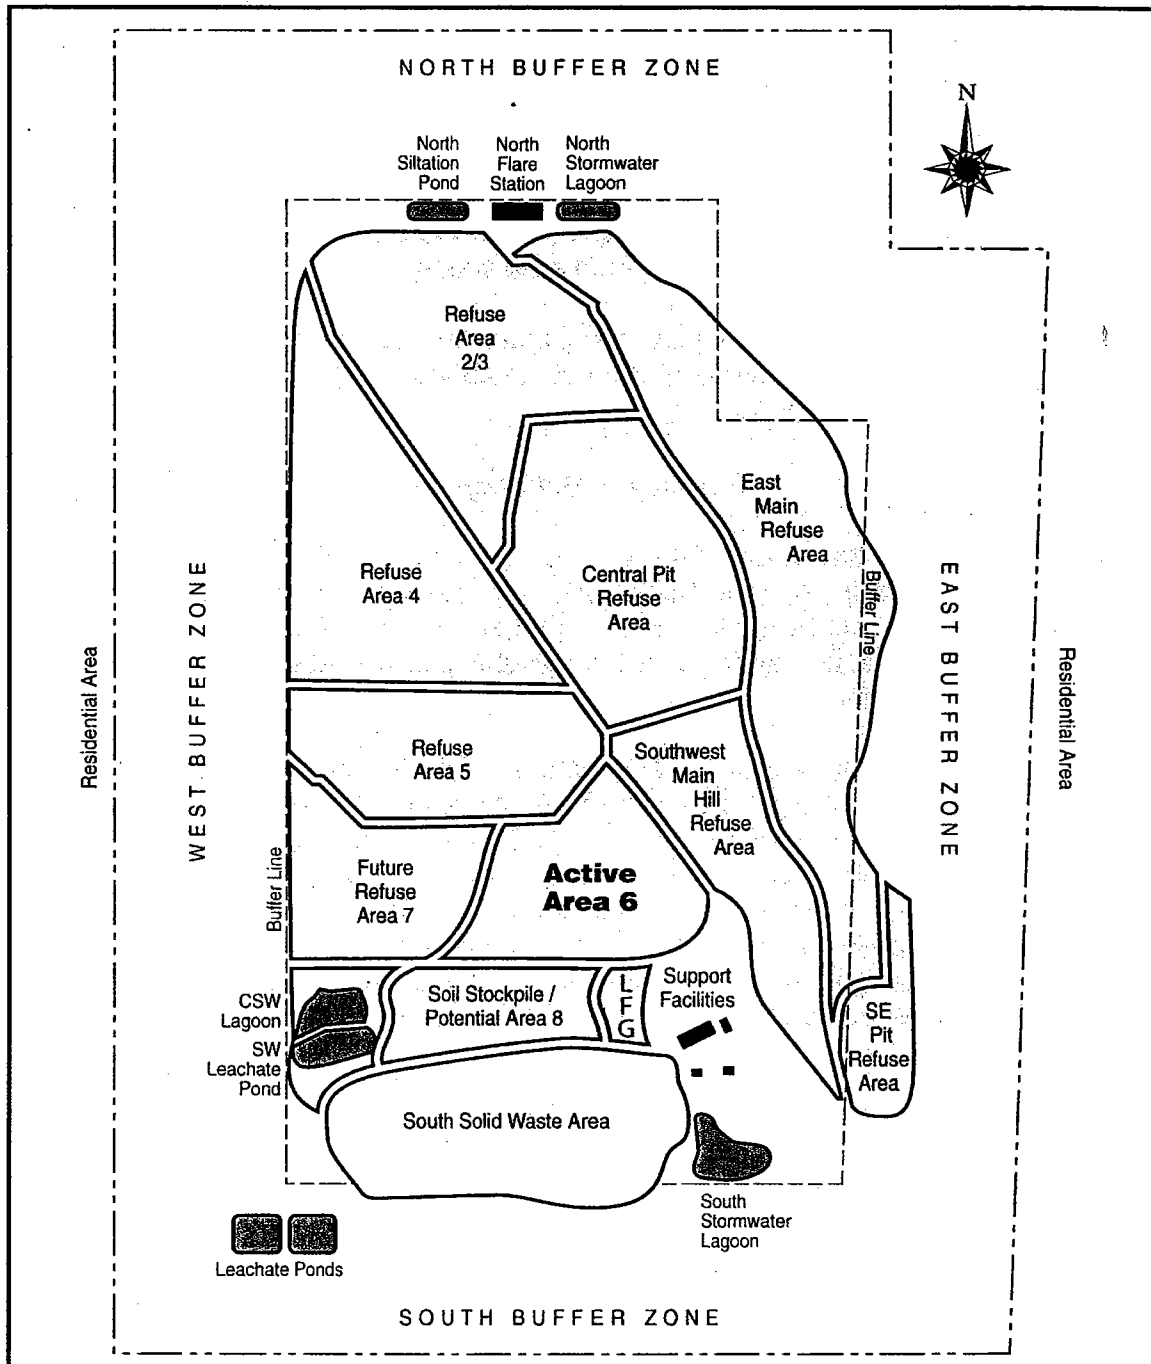 NORTH BUFFER ZONE
N
North
Siltation
Pond
North
Flare
Station
North
Stormwater
Lagoon
Refuse
Area
2/3
East
Main
Refuse
Area
Refuse
Area 4
Central Pit
Refuse
Area
Buffer Line
WEST BUFFER ZONE
EAST BUFFER ZONE
Residential Area
Residential Area
Refuse
Area 5
Southwest
Main
Hill
Refuse
Area
Future
Refuse
Area 7
Active
Area 6
Buffer Line
CSW
Lagoon
SW
Leachate
Pond
Soil Stockpile /
Potential Area 8
L
F
G
Support
Facilities
SE
Pit
Refuse
Area
South Solid Waste Area
South
Stormwater
Lagoon
Leachate Ponds
SOUTH BUFFER ZONE